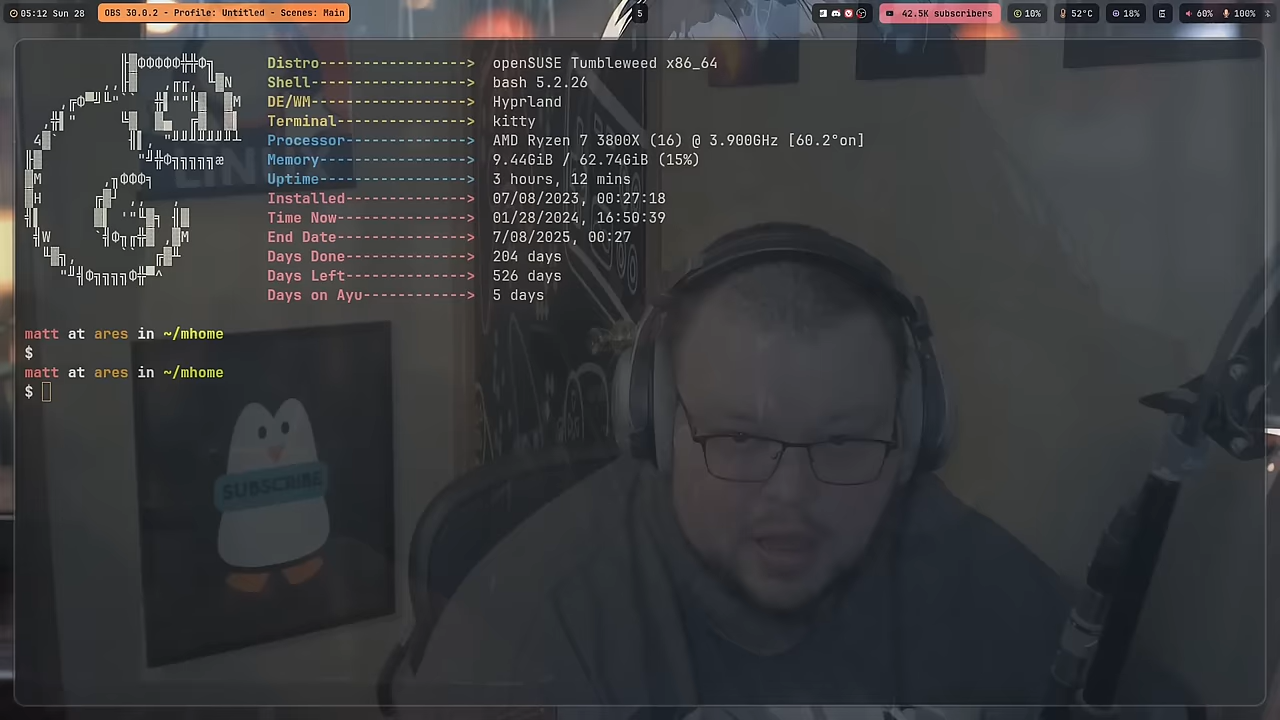 05:12 Sun 28
OBS 30.0.2 - Profile: Untitled - Scenes: Main
5
42.5K subscribers
10%
52°C
18%
E
60%
100%
Distro-----------------> openSUSE Tumbleweed x86_64
Shell------------------> bash 5.2.26
DE/WM------------------> Hyprland
Terminal---------------> kitty
Processor--------------> AMD Ryzen 7 3800X (16) @ 3.900GHz [60.2°on]
Memory-----------------> 9.44GiB / 62.74GiB (15%)
Uptime-----------------> 3 hours, 12 mins
Installed--------------> 07/08/2023, 00:27:18
Time Now---------------> 01/28/2024, 16:50:39
End Date---------------> 7/08/2025, 00:27
Days Done--------------> 204 days
Days Left--------------> 526 days
Days on Ayu------------> 5 days
matt at ares in ~/mhome
$
matt at ares in ~/mhome
$
LINUX
SUBSCRIBE